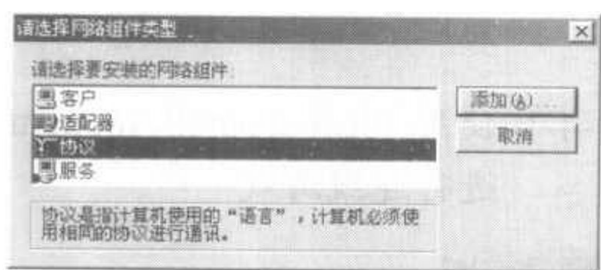 请选择网络组件类型
请选择要安装的网络组件:
客户
适配器
协议
服务
添加(A)...
取消
协议是指计算机使用的“语言”，计算机必须使
用相同的协议进行通讯。